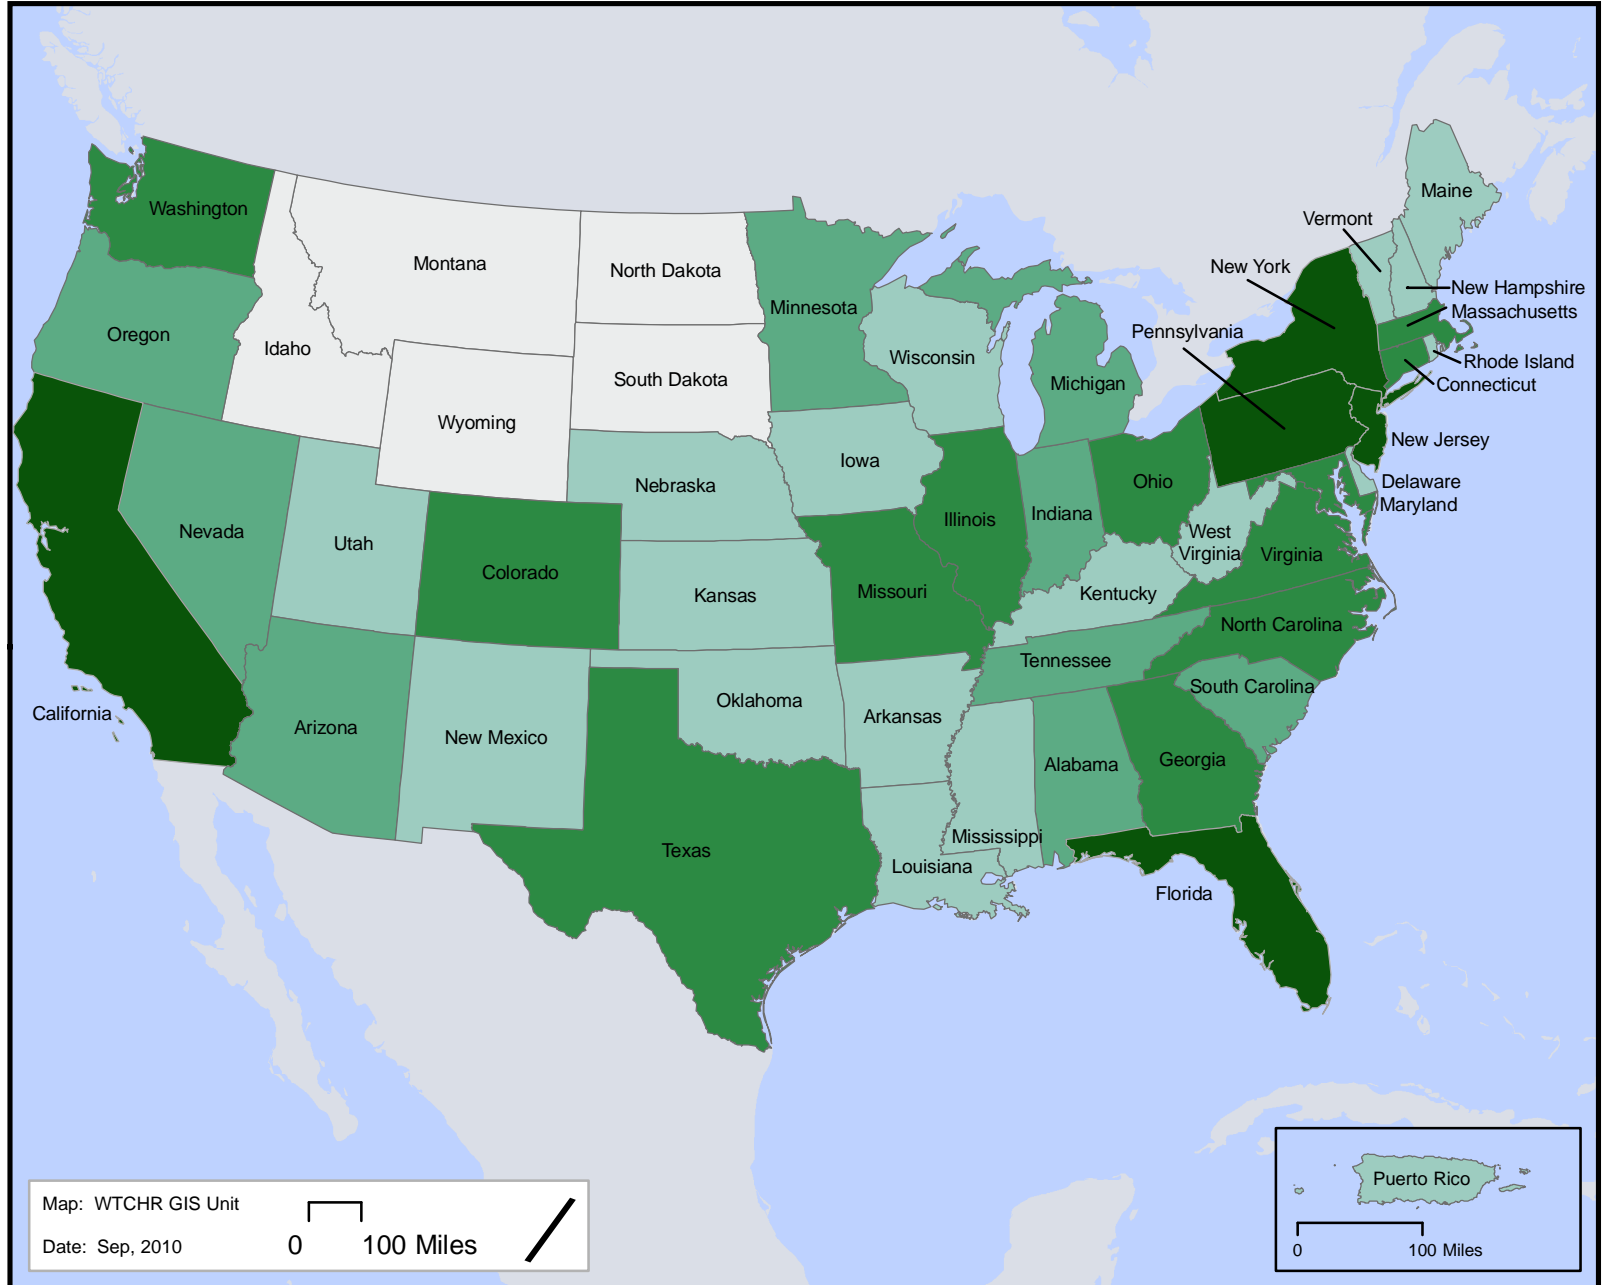 Maine
Vermont
Washington
New York
Montana
North Dakota
New Hampshire
Minnesota
Massachusetts
Pennsylvania
Oregon
Idaho
Wisconsin
Rhode Island
South Dakota
Michigan
Connecticut
Wyoming
New Jersey
Iowa
Nebraska
Ohio
Delaware
Maryland
Illinois
Indiana
Nevada
Utah
West
Virginia
Virginia
Colorado
Missouri
Kansas
Kentucky
North Carolina
Tennessee
South Carolina
Oklahoma
California
Arkansas
Arizona
New Mexico
Georgia
Alabama
Mississippi
Texas
Louisiana
Florida
Puerto Rico
0 100 Miles
Map: WTCHR GIS Unit
Date: Sep, 2010
0 100 Miles